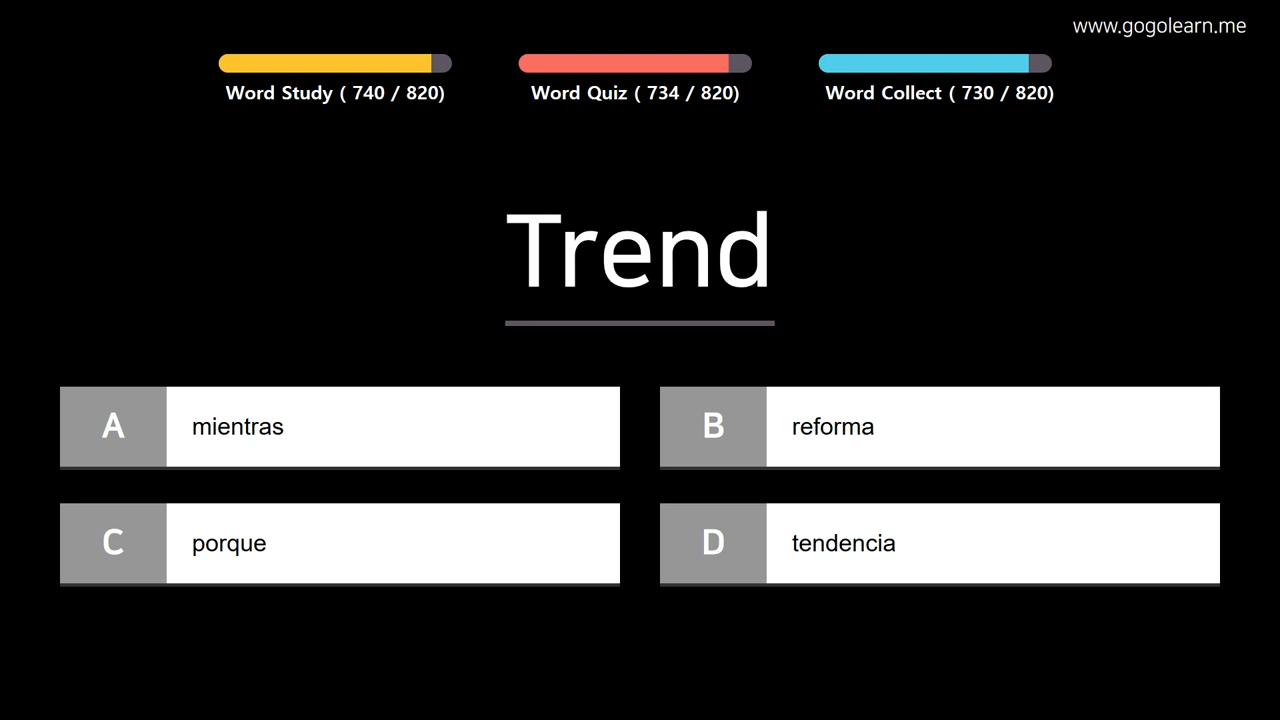 www.gogolearn.me
Word Study ( 740 / 820)
Word Quiz ( 734 / 820)
Word Collect ( 730 / 820)
Trend
A mientras
B reforma
C porque
D tendencia